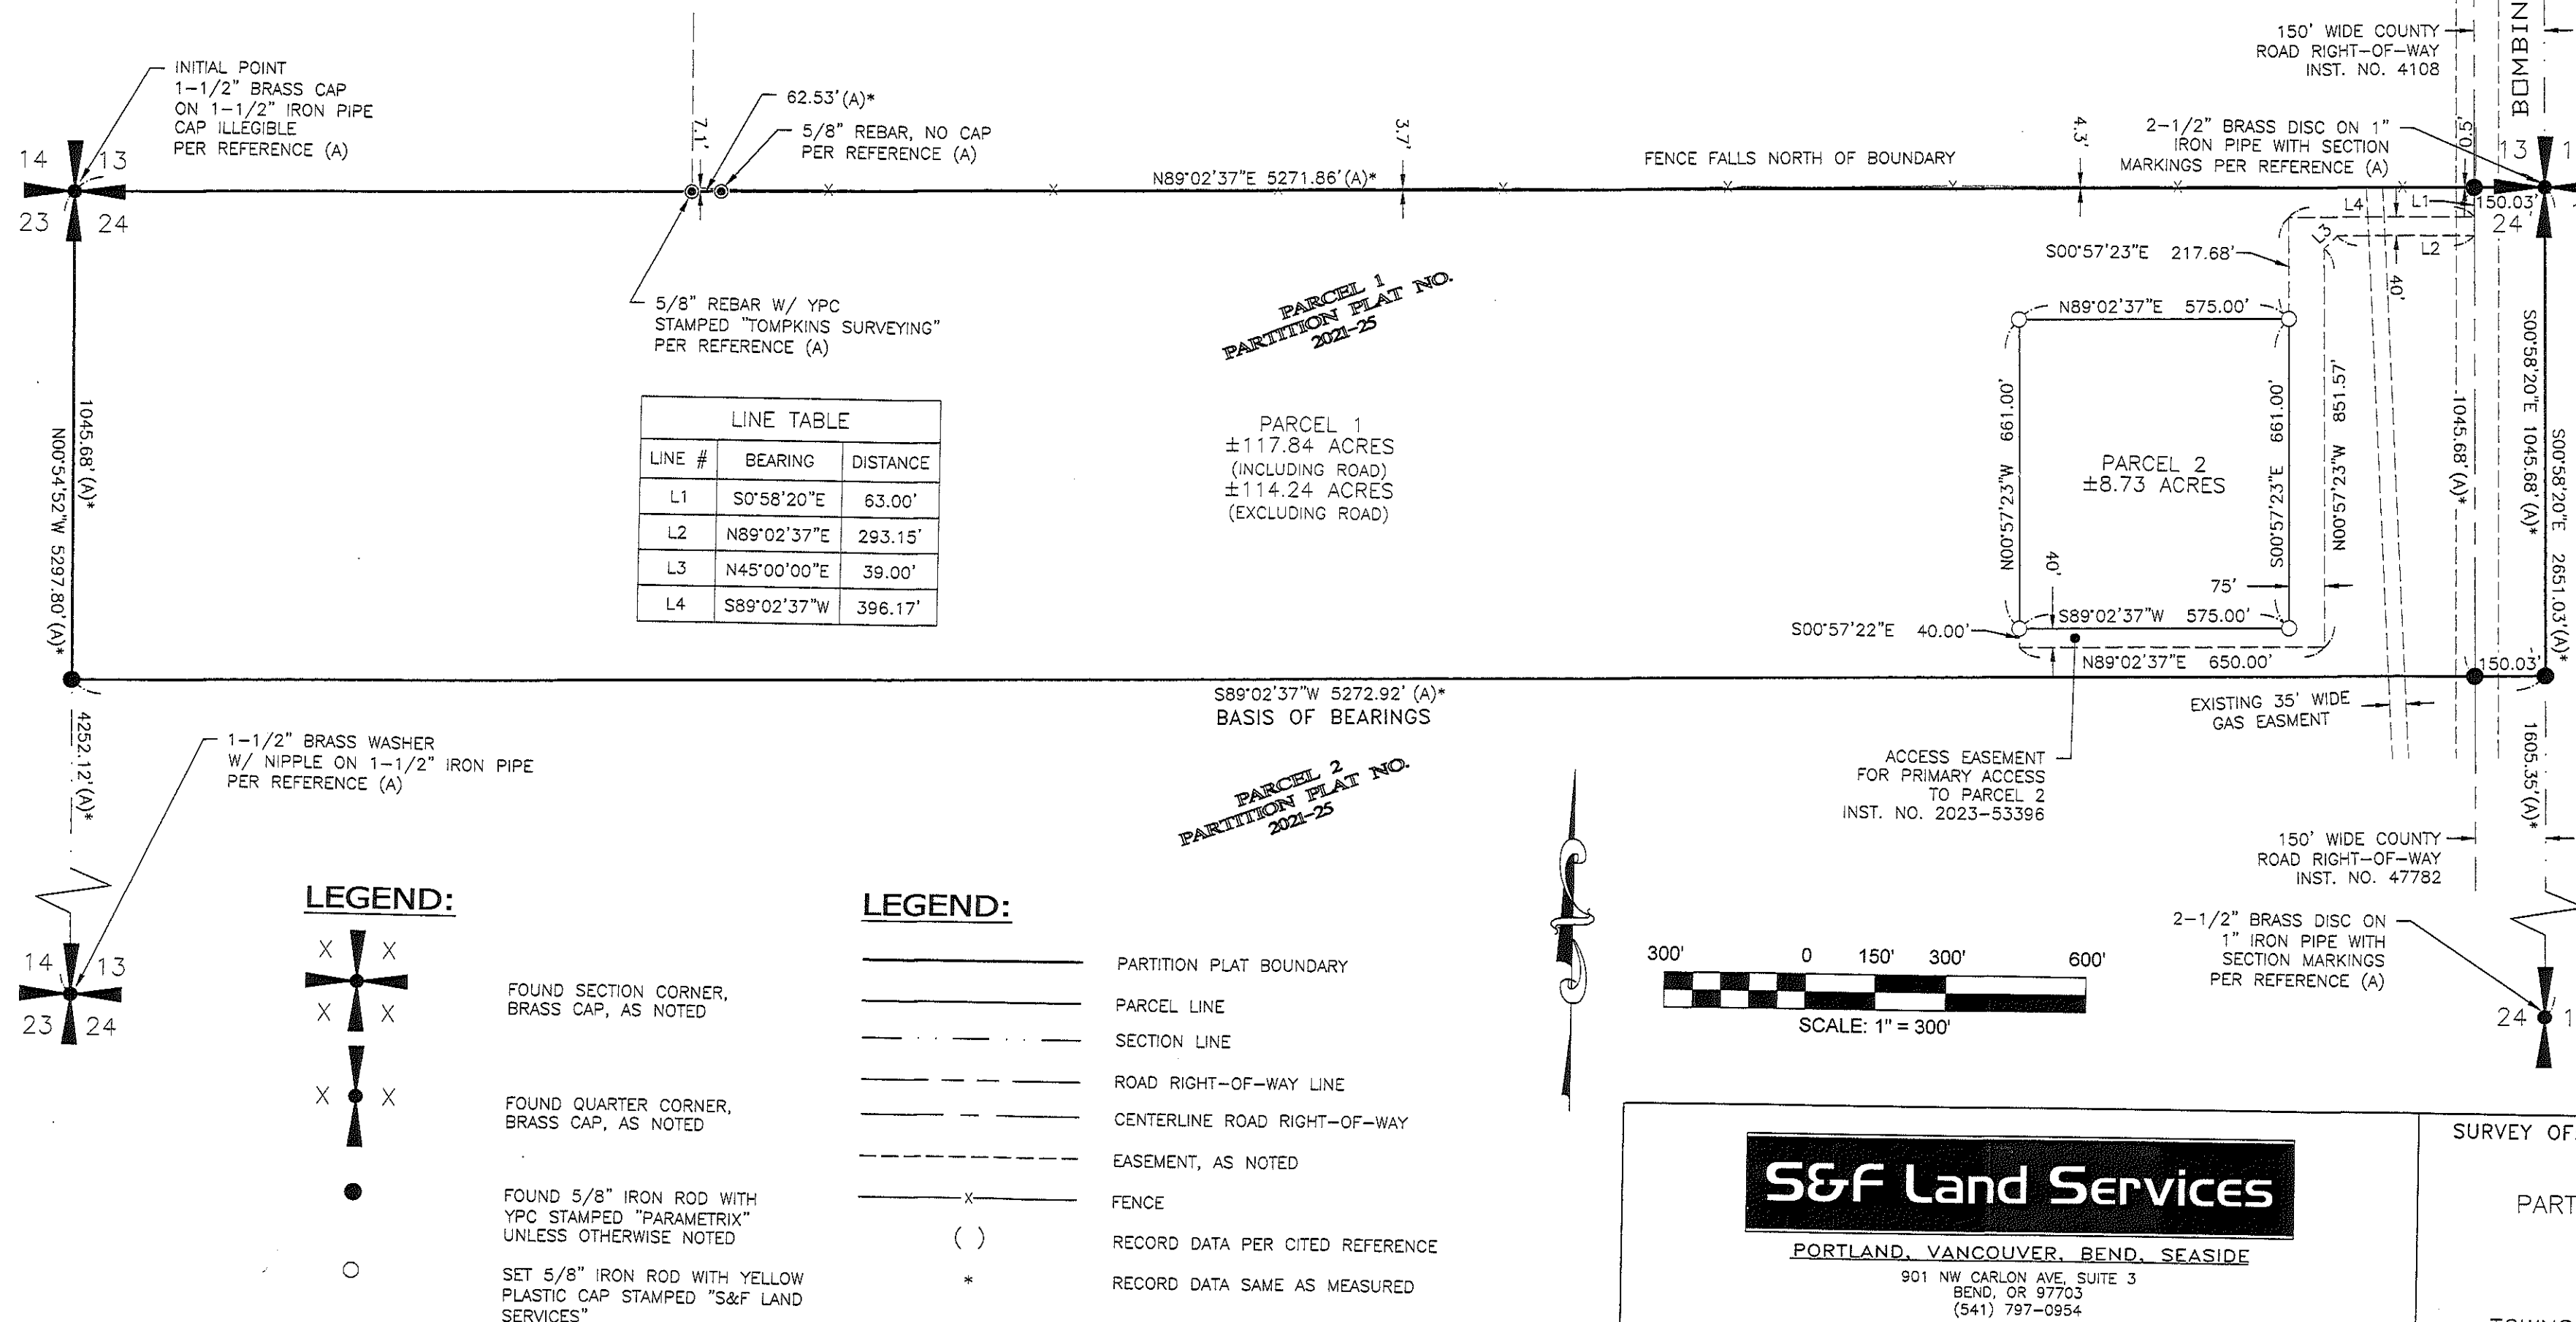 INITIAL POINT
1-1/2" BRASS CAP
ON 1-1/2" IRON PIPE
CAP ILLEGIBLE
PER REFERENCE (A)
14
13
23
24
7.1'
62.53'(A)*
5/8" REBAR, NO CAP
PER REFERENCE (A)
N89°02'37"E 5271.86'(A)*
3.7'
FENCE FALLS NORTH OF BOUNDARY
4.3'
150' WIDE COUNTY
ROAD RIGHT-OF-WAY
INST. NO. 4108
BOMBIN
2-1/2" BRASS DISC ON 1"
IRON PIPE WITH SECTION
MARKINGS PER REFERENCE (A)
0.5'
13
1
24
150.03'
L4
L1
L3
L2
40'
S00°57'23"E 217.68'
5/8" REBAR W/ YPC
STAMPED "TOMPKINS SURVEYING"
PER REFERENCE (A)
PARCEL 1
PARTITION PLAT NO.
2021-25
N89°02'37"E 575.00'
N00°57'23"W 661.00'
S00°57'23"E 661.00'
N00°57'23"W 851.57'
1045.68'(A)*
S00°58'20"E 1045.68'(A)*
S00°58'20"E 2651.03'(A)*
1045.68'(A)*
N00°54'52"W 5297.80'(A)*
LINE TABLE
LINE # BEARING DISTANCE
L1 S0°58'20"E 63.00'
L2 N89°02'37"E 293.15'
L3 N45°00'00"E 39.00'
L4 S89°02'37"W 396.17'
PARCEL 1
±117.84 ACRES
(INCLUDING ROAD)
±114.24 ACRES
(EXCLUDING ROAD)
PARCEL 2
±8.73 ACRES
40'
75'
S89°02'37"W 575.00'
S00°57'22"E 40.00'
N89°02'37"E 650.00'
150.03'
S89°02'37"W 5272.92' (A)*
BASIS OF BEARINGS
EXISTING 35' WIDE
GAS EASMENT
4252.12'(A)*
1605.35'(A)*
1-1/2" BRASS WASHER
W/ NIPPLE ON 1-1/2" IRON PIPE
PER REFERENCE (A)
PARCEL 2
PARTITION PLAT NO.
2021-25
ACCESS EASEMENT
FOR PRIMARY ACCESS
TO PARCEL 2
INST. NO. 2023-53396
150' WIDE COUNTY
ROAD RIGHT-OF-WAY
INST. NO. 47782
2-1/2" BRASS DISC ON
1" IRON PIPE WITH
SECTION MARKINGS
PER REFERENCE (A)
24
1
14
13
23
24
LEGEND:
X X
X X
FOUND SECTION CORNER,
BRASS CAP, AS NOTED
X X
FOUND QUARTER CORNER,
BRASS CAP, AS NOTED
FOUND 5/8" IRON ROD WITH
YPC STAMPED "PARAMETRIX"
UNLESS OTHERWISE NOTED
SET 5/8" IRON ROD WITH YELLOW
PLASTIC CAP STAMPED "S&F LAND
SERVICES"
LEGEND:
PARTITION PLAT BOUNDARY
PARCEL LINE
SECTION LINE
ROAD RIGHT-OF-WAY LINE
CENTERLINE ROAD RIGHT-OF-WAY
EASEMENT, AS NOTED
X FENCE
( ) RECORD DATA PER CITED REFERENCE
* RECORD DATA SAME AS MEASURED
300' 0 150' 300' 600'
SCALE: 1" = 300'
S&F Land Services
PORTLAND, VANCOUVER, BEND, SEASIDE
901 NW CARLON AVE, SUITE 3
BEND, OR 97703
(541) 797-0954
SURVEY OF
PART